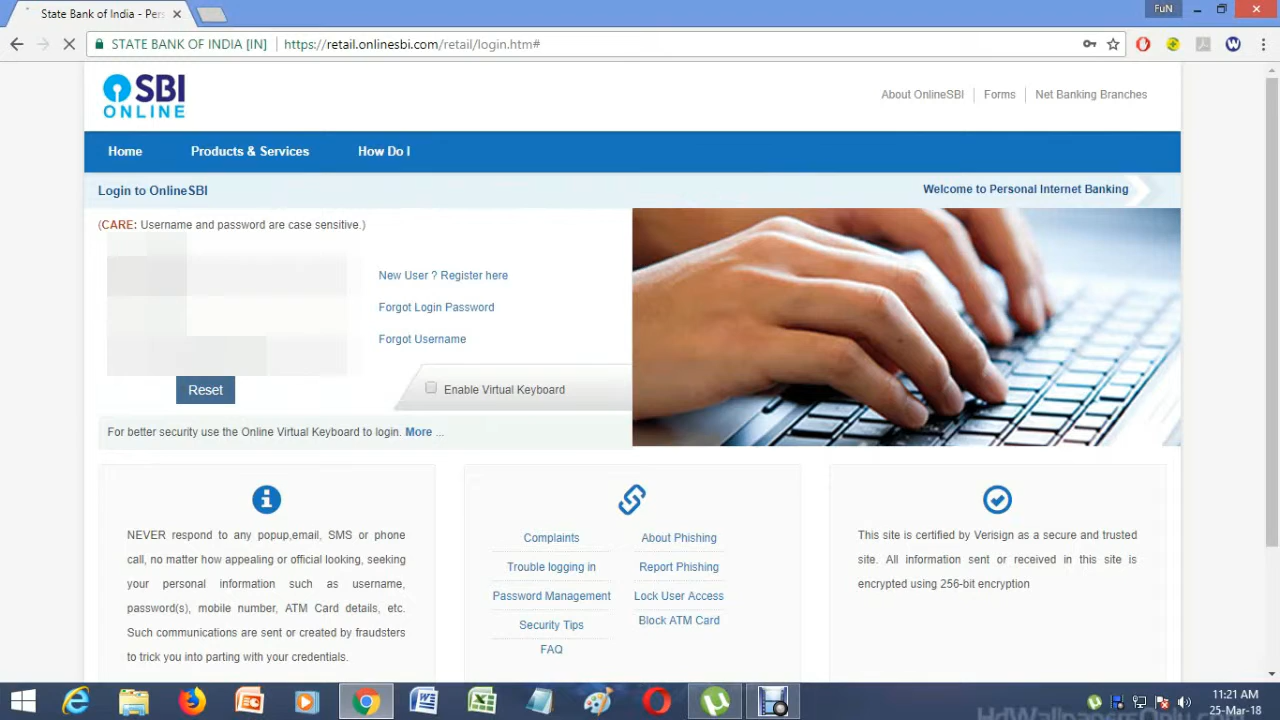 State Bank of India - Pers
FuN
STATE BANK OF INDIA [IN]
https://retail.onlinesbi.com/retail/login.htm#
SBI
ONLINE
About OnlineSBI
Forms
Net Banking Branches
Home
Products & Services
How Do I
Login to OnlineSBI
Welcome to Personal Internet Banking
(CARE: Username and password are case sensitive.)
New User ? Register here
Forgot Login Password
Forgot Username
Reset
Enable Virtual Keyboard
For better security use the Online Virtual Keyboard to login. More ...
NEVER respond to any popup,email, SMS or phone
call, no matter how appealing or official looking, seeking
your personal information such as username,
password(s), mobile number, ATM Card details, etc.
Such communications are sent or created by fraudsters
to trick you into parting with your credentials.
Complaints
Trouble logging in
Password Management
Security Tips
FAQ
About Phishing
Report Phishing
Lock User Access
Block ATM Card
This site is certified by Verisign as a secure and trusted
site. All information sent or received in this site is
encrypted using 256-bit encryption
11:21 AM
25-Mar-18